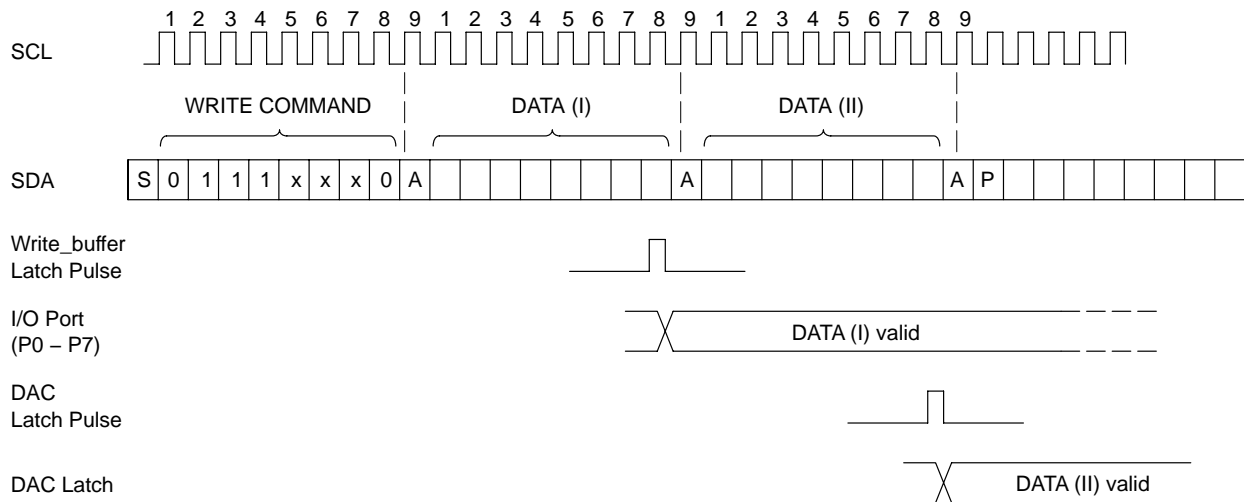 1 2 3 4 5 6 7 8 9 1 2 3 4 5 6 7 8 9 1 2 3 4 5 6 7 8 9
SCL
WRITE COMMAND DATA (I) DATA (II)
SDA S 0 1 1 1 x x x 0 A A A P
Write_buffer
Latch Pulse
I/O Port
(P0 – P7)
DATA (I) valid
DAC
Latch Pulse
DAC Latch DATA (II) valid